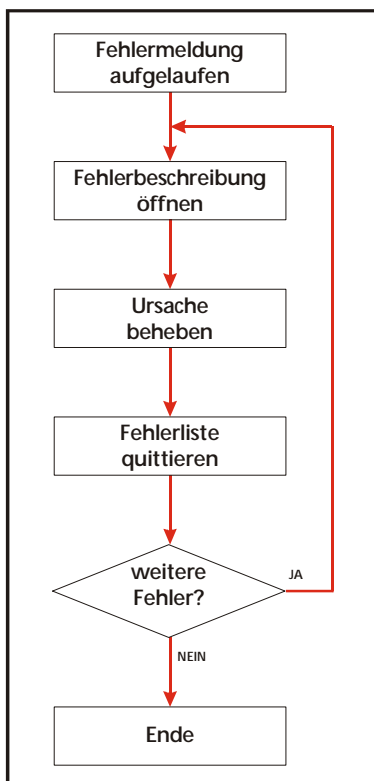 Fehlermeldung
aufgelaufen
Fehlerbeschreibung
öffnen
Ursache
beheben
Fehlerliste
quittieren
weitere
Fehler?
JA
NEIN
Ende